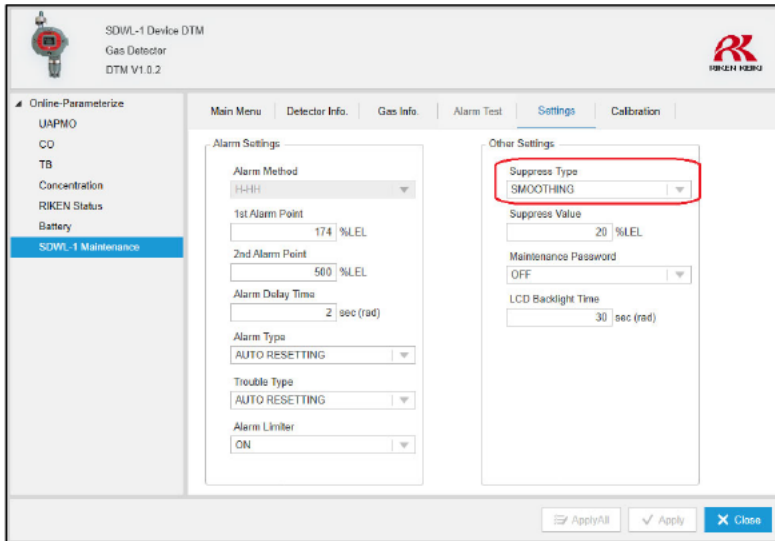 SDWL-1 Device DTM
Gas Detector
DTM V1.0.2
RIKEN KEIKI
Online-Parameterize
UAPMO
CO
TB
Concentration
RIKEN Status
Battery
SDWL-1 Maintenance
Main Menu
Detector Info.
Gas Info.
Alarm Test
Settings
Calibration
Alarm Settings
Alarm Method
H-HH
1st Alarm Point
174 %LEL
2nd Alarm Point
500 %LEL
Alarm Delay Time
2 sec (rad)
Alarm Type
AUTO RESETTING
Trouble Type
AUTO RESETTING
Alarm Limiter
ON
Other Settings
Suppress Type
SMOOTHING
Suppress Value
20 %LEL
Maintenance Password
OFF
LCD Backlight Time
30 sec (rad)
ApplyAll
Apply
Close